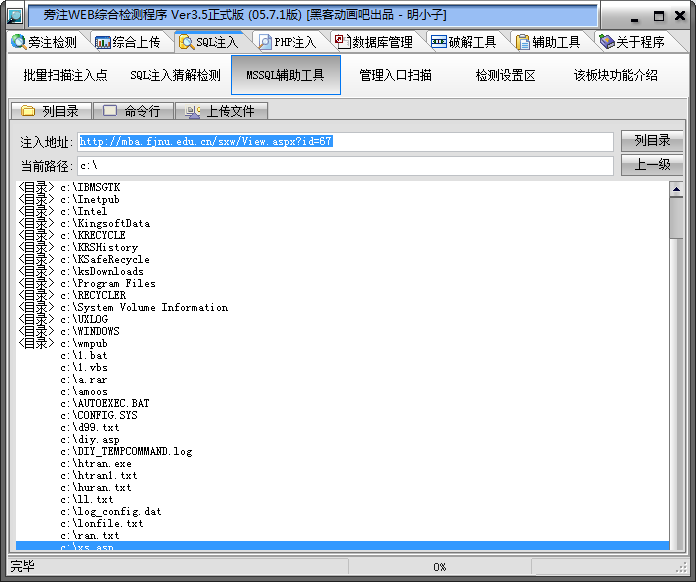 旁注WEB综合检测程序 Ver3.5正式版 (05.7.1版) [黑客动画吧出品 - 明小子]
旁注检测 综合上传 SQL注入 PHP注入 数据库管理 破解工具 辅助工具 关于程序
批量扫描注入点 SQL注入猜解检测 MSSQL辅助工具 管理入口扫描 检测设置区 该板块功能介绍
列目录 命令行 上传文件
注入地址: http://mba.fjnu.edu.cn/sxw/View.aspx?id=67 列目录
当前路径: c:\ 上一级
<目录> c:\IBMSGTK
<目录> c:\Inetpub
<目录> c:\Intel
<目录> c:\KingsoftData
<目录> c:\KRECYCLE
<目录> c:\KRSHistory
<目录> c:\KSafeRecycle
<目录> c:\ksDownloads
<目录> c:\Program Files
<目录> c:\RECYCLER
<目录> c:\System Volume Information
<目录> c:\UXLOG
<目录> c:\WINDOWS
<目录> c:\wmpub
c:\1.bat
c:\1.vbs
c:\a.rar
c:\amoos
c:\AUTOEXEC.BAT
c:\CONFIG.SYS
c:\d99.txt
c:\diy.asp
c:\DIY_TEMPCOMMAND.log
c:\htran.exe
c:\htran1.txt
c:\huran.txt
c:\ll.txt
c:\log_config.dat
c:\lonfile.txt
c:\ran.txt
c:\xs.asp
完毕 0%